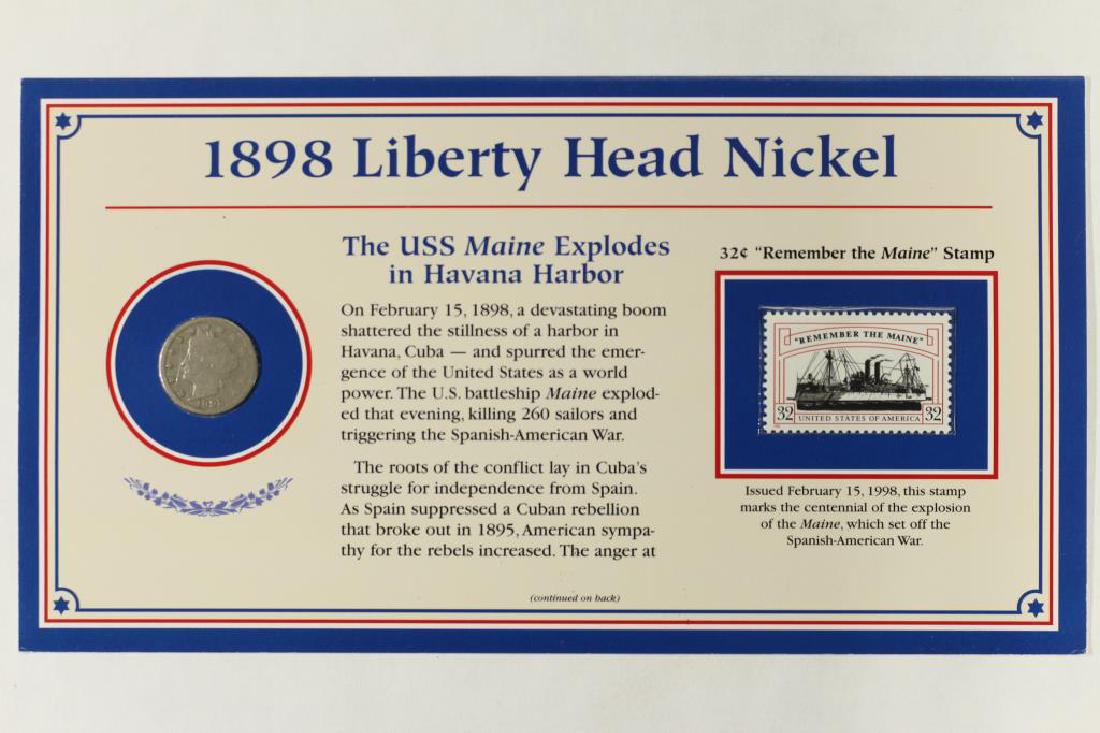 1898 Liberty Head Nickel
The USS Maine Explodes
in Havana Harbor
On February 15, 1898, a devastating boom
shattered the stillness of a harbor in
Havana, Cuba — and spurred the emer-
gence of the United States as a world
power. The U.S. battleship Maine explod-
ed that evening, killing 260 sailors and
triggering the Spanish-American War.
The roots of the conflict lay in Cuba's
struggle for independence from Spain.
As Spain suppressed a Cuban rebellion
that broke out in 1895, American sympa-
thy for the rebels increased. The anger at
(continued on back)
32¢ "Remember the Maine" Stamp
"REMEMBER THE MAINE"
32 32
UNITED STATES OF AMERICA
Issued February 15, 1998, this stamp
marks the centennial of the explosion
of the Maine, which set off the
Spanish-American War.